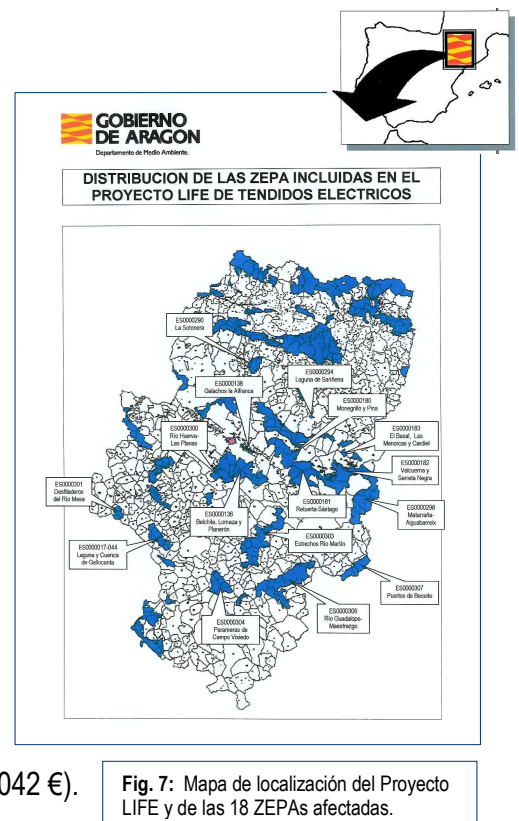 GOBIERNO
DE ARAGON
Departamento de Medio Ambiente.
DISTRIBUCION DE LAS ZEPA INCLUIDAS EN EL
PROYECTO LIFE DE TENDIDOS ELECTRICOS
ES0000290
La Sotonera
ES0000294
Laguna de Sariñena
ES0000138
Galachos la Alfranca
ES0000180
Monegrillo y Pina
ES0000300
Río Huerva-
Las Planas
ES0000183
El Basal, Las
Menorcas y Cardiel
ES0000182
Valcuerna y
Serreta Negra
ES0000301
Desfiladeros
del Río Mesa
ES0000181
Retuerta-Sástago
ES0000298
Matarraña-
Aiguabarreix
ES0000136
Belchite, Lomaza y
Planerón
ES0000303
Estrechos Río Martín
ES0000017-044
Laguna y Cuenca
de Gallocanta
ES0000307
Puertos de Beceite
ES0000306
Río Guadalope-
Maestrazgo
ES0000304
Parameras de
Campo Visiedo
042 €).
Fig. 7: Mapa de localización del Proyecto
LIFE y de las 18 ZEPAs afectadas.